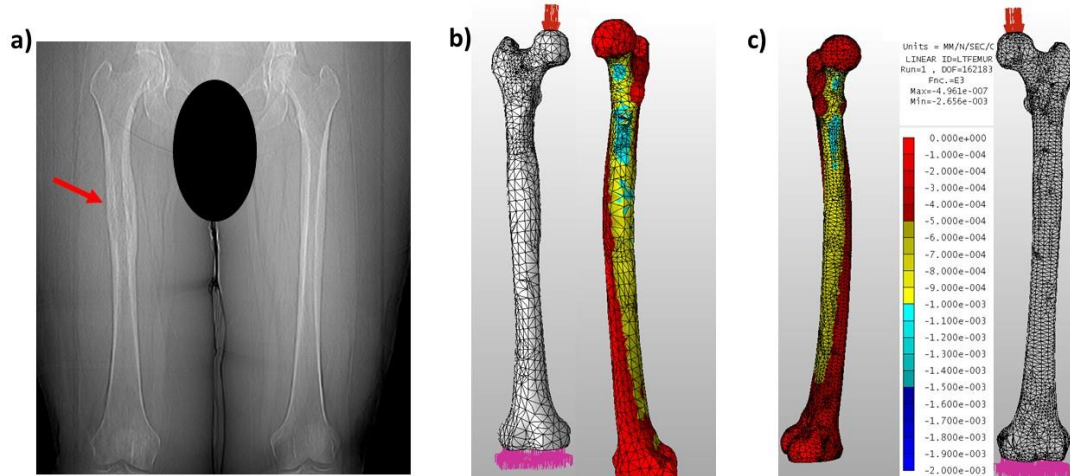 a)
b)
c)
Units = MM/N/SEC/C
LINEAR ID=LTFEMUR
Run=1 , DOF=162183
Fnc.=E3
Max=-4.961e-007
Min=-2.656e-003
0.000e+000
-1.000e-004
-2.000e-004
-3.000e-004
-4.000e-004
-5.000e-004
-6.000e-004
-7.000e-004
-8.000e-004
-9.000e-004
-1.000e-003
-1.100e-003
-1.200e-003
-1.300e-003
-1.400e-003
-1.500e-003
-1.600e-003
-1.700e-003
-1.800e-003
-1.900e-003
-2.000e-003